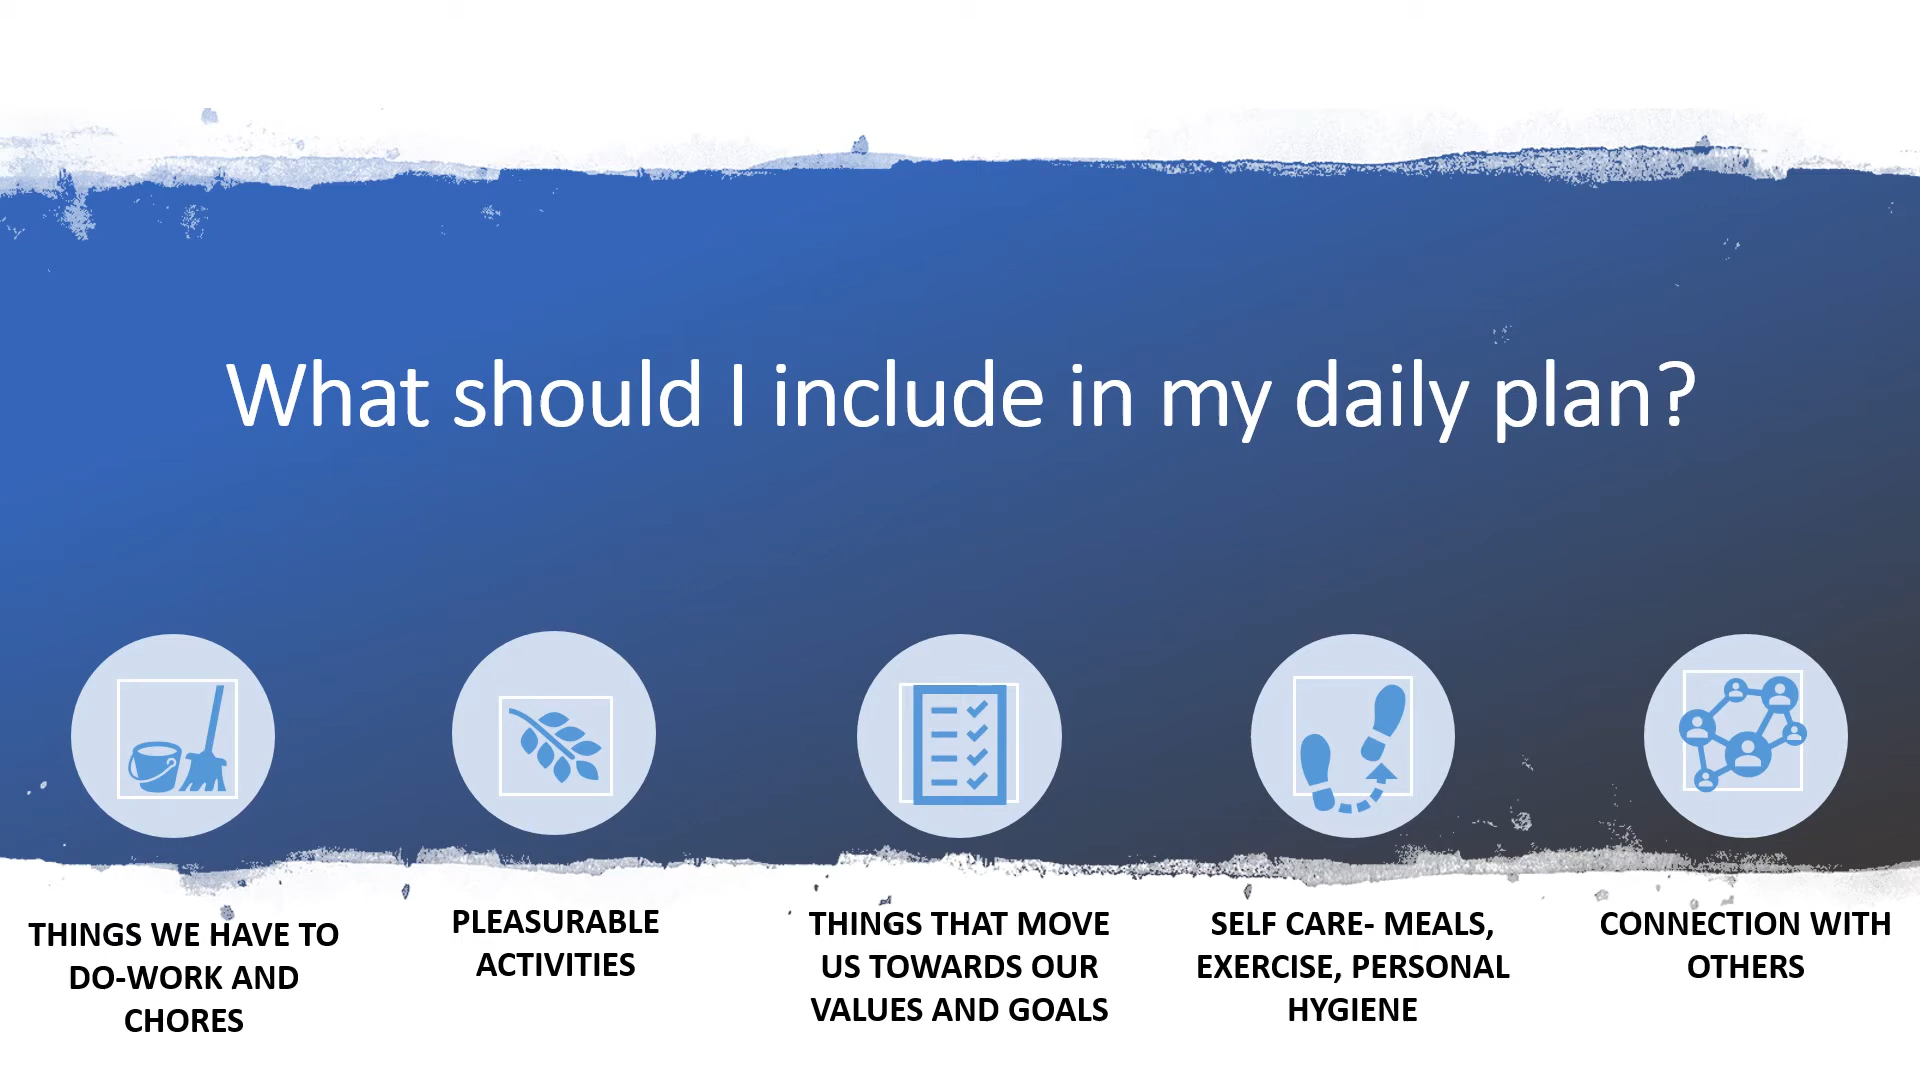 What should I include in my daily plan?
THINGS WE HAVE TO
DO-WORK AND
CHORES
PLEASURABLE
ACTIVITIES
THINGS THAT MOVE
US TOWARDS OUR
VALUES AND GOALS
SELF CARE- MEALS,
EXERCISE, PERSONAL
HYGIENE
CONNECTION WITH
OTHERS